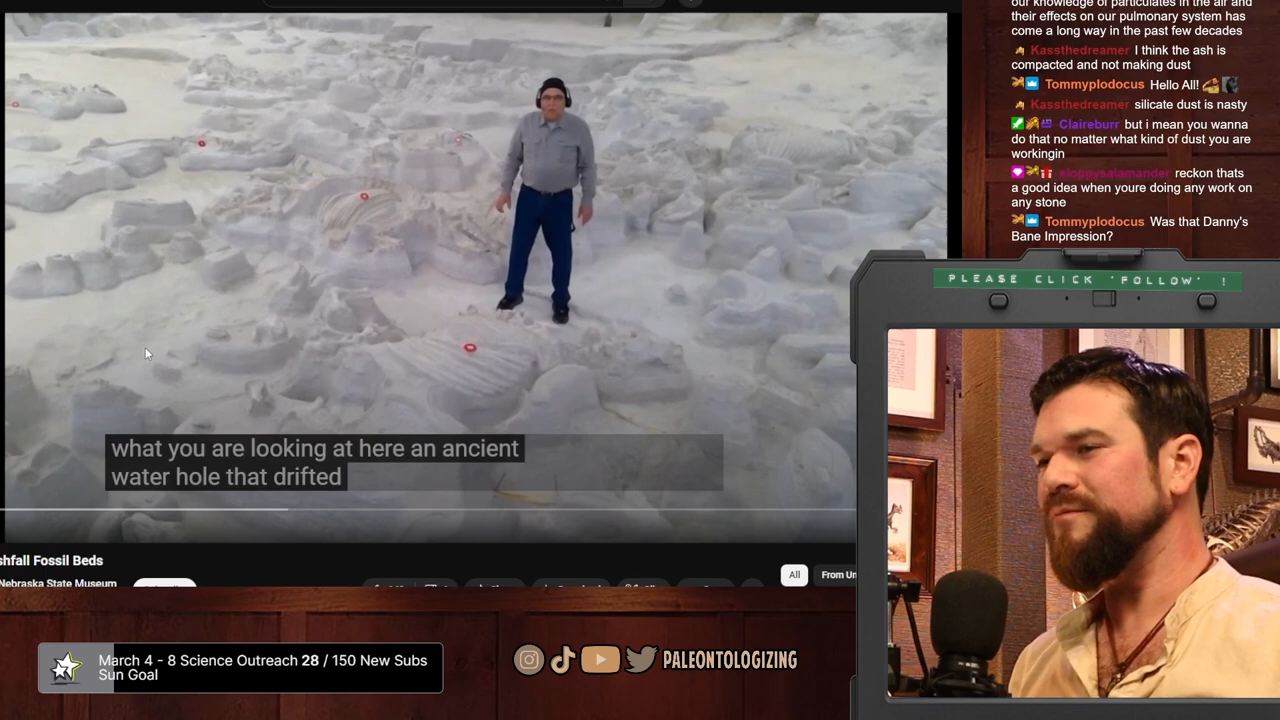 our knowledge of particulates in the air and
their effects on our pulmonary system has
come a long way in the past few decades
Kassthedreamer I think the ash is
compacted and not making dust
Tommyplodocus Hello All!
Kassthedreamer silicate dust is nasty
Claireburr but i mean you wanna
do that no matter what kind of dust you are
workingin
sloppysalamander reckon thats
a good idea when youre doing any work on
any stone
Tommyplodocus Was that Danny's
Bane Impression?
PLEASE CLICK 'FOLLOW' !
what you are looking at here an ancient
water hole that drifted
shfall Fossil Beds
Nebraska State Museum
All
From Un
March 4 - 8 Science Outreach 28 / 150 New Subs
Sun Goal
PALEONTOLOGIZING